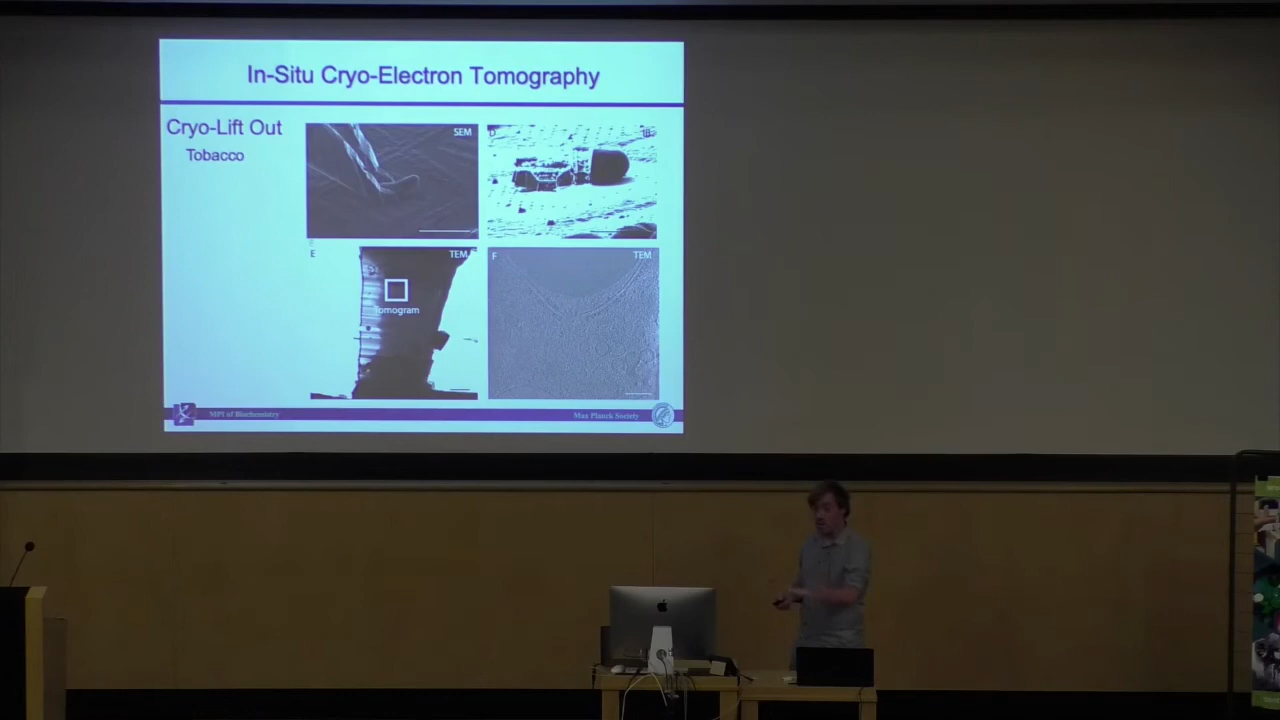 In-Situ Cryo-Electron Tomography
Cryo-Lift Out
Tobacco
SEM
D
IB
E
TEM
Tomogram
F
TEM
MPI of Biochemistry
Max Planck Society